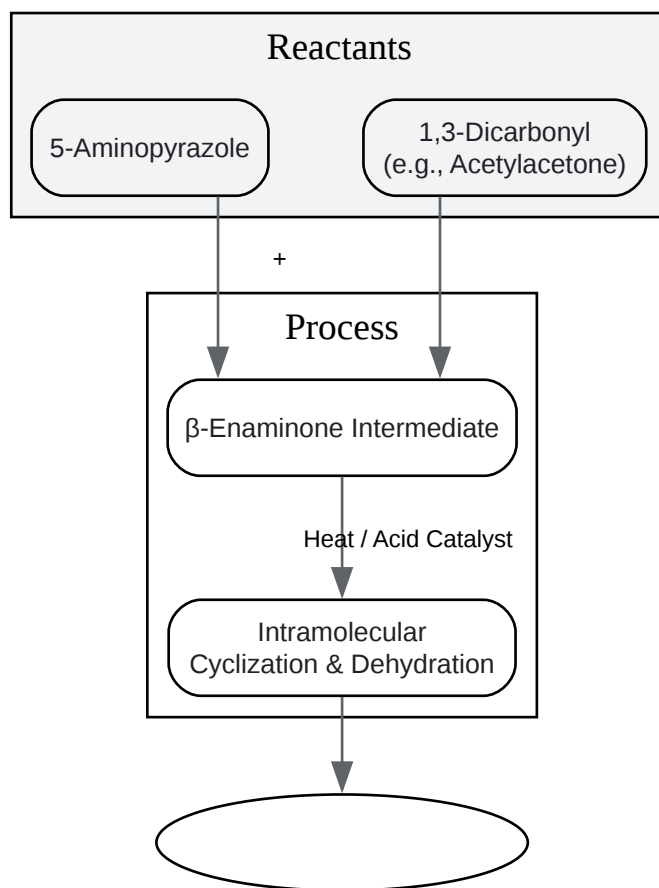 Reactants
5-Aminopyrazole
1,3-Dicarbonyl
(e.g., Acetylacetone)
+
Process
β-Enaminone Intermediate
Heat / Acid Catalyst
Intramolecular
Cyclization & Dehydration